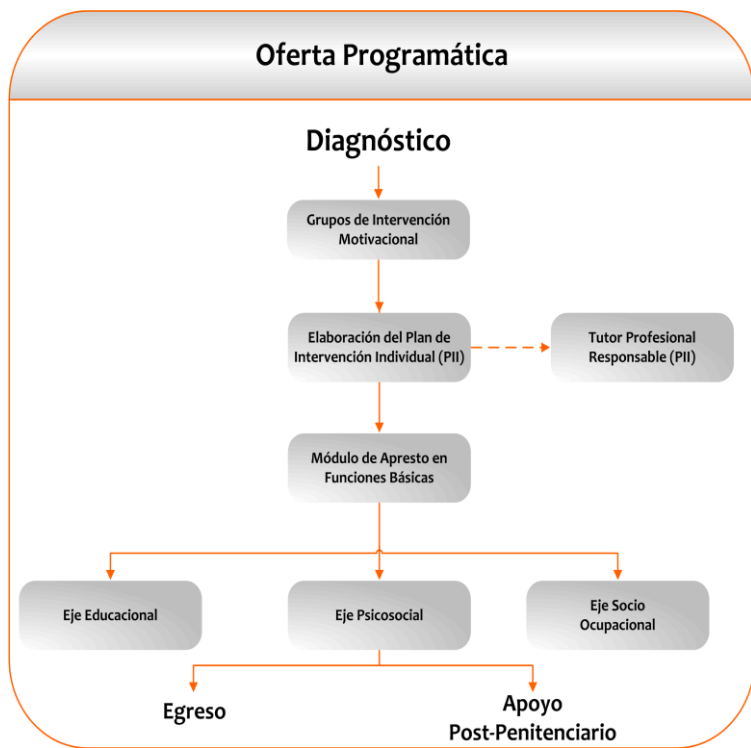 Oferta Programática
Diagnóstico
Grupos de Intervención
Motivacional
Elaboración del Plan de
Intervención Individual (PII)
Tutor Profesional
Responsable (PII)
Módulo de Apresto en
Funciones Básicas
Eje Educacional
Eje Psicosocial
Eje Socio
Ocupacional
Egreso
Apoyo
Post-Penitenciario